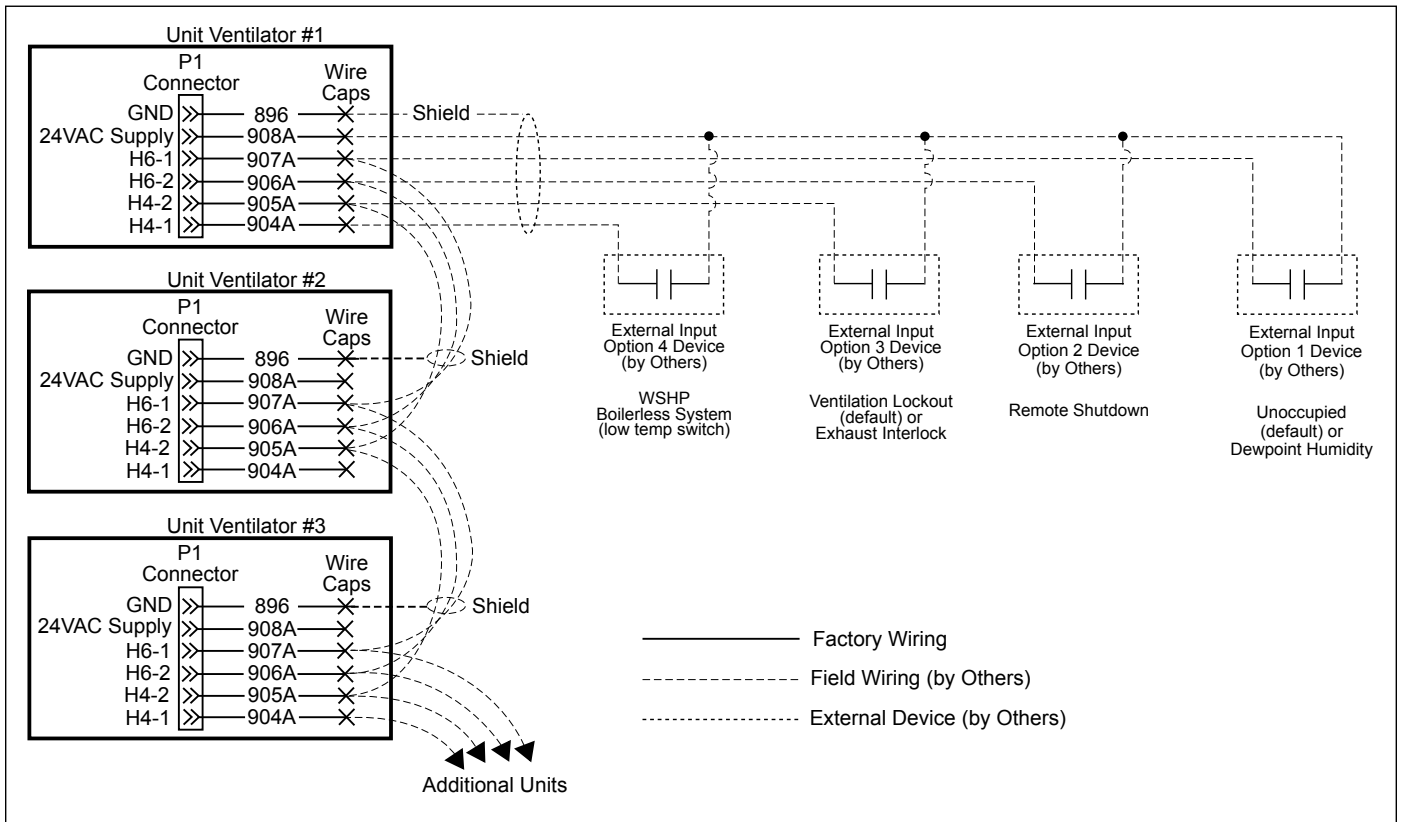 Unit Ventilator #1
P1
Connector
Wire
Caps
GND 896 Shield
24VAC Supply 908A
H6-1 907A
H6-2 906A
H4-2 905A
H4-1 904A
Unit Ventilator #2
P1
Connector
Wire
Caps
GND 896 Shield
24VAC Supply 908A
H6-1 907A
H6-2 906A
H4-2 905A
H4-1 904A
Unit Ventilator #3
P1
Connector
Wire
Caps
GND 896 Shield
24VAC Supply 908A
H6-1 907A
H6-2 906A
H4-2 905A
H4-1 904A
Additional Units
External Input
Option 4 Device
(by Others)
WSHP
Boilerless System
(low temp switch)
External Input
Option 3 Device
(by Others)
Ventilation Lockout
(default) or
Exhaust Interlock
External Input
Option 2 Device
(by Others)
Remote Shutdown
External Input
Option 1 Device
(by Others)
Unoccupied
(default) or
Dewpoint Humidity
Factory Wiring
Field Wiring (by Others)
External Device (by Others)